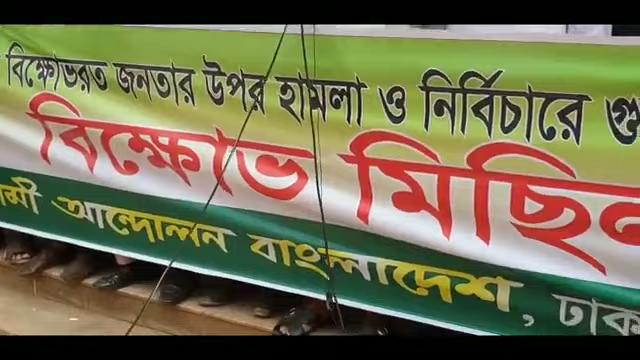 বিক্ষোভরত জনতার উপর হামলা ও নির্বিচারে
বিক্ষোভ মিছিল
আন্দোলন বাংলাদেশ, ঢাকা